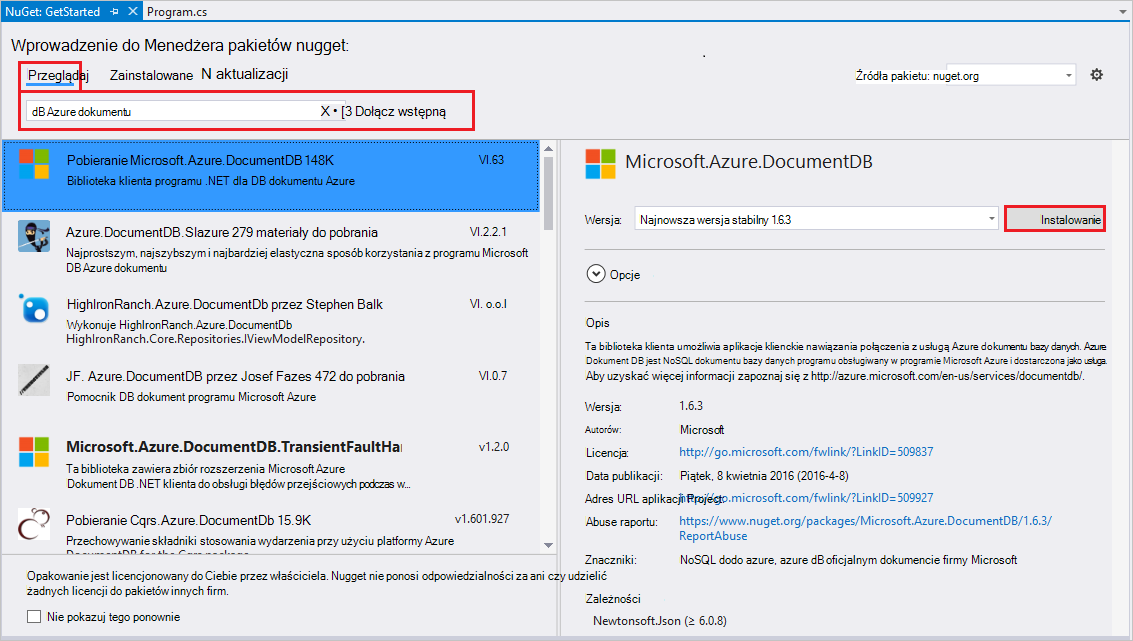 NuGet: GetStarted
Program.cs
Wprowadzenie do Menedżera pakietów nugget:
Przeglądaj Zainstalowane N aktualizacji
Źródła pakietu: nuget.org
dB Azure dokumentu X • [3 Dołącz wstępną
Pobieranie Microsoft.Azure.DocumentDB 148K VI.63
Biblioteka klienta programu .NET dla DB dokumentu Azure
Azure.DocumentDB.Slazure 279 materiały do pobrania VI.2.2.1
Najprostszym, najszybszym i najbardziej elastyczna sposób korzystania z programu Microsoft
DB Azure dokumentu
HighIronRanch.Azure.DocumentDb przez Stephen Balk VI. o.o.l
Wykonuje HighIronRanch.Azure.DocumentDb
HighIronRanch.Core.Repositories.IViewModelRepository.
JF. Azure.DocumentDB przez Josef Fazes 472 do pobrania VI.0.7
Pomocnik DB dokument programu Microsoft Azure
Microsoft.Azure.DocumentDB.TransientFaultHa v1.2.0
Ta biblioteka zawiera zbiór rozszerzenia Microsoft Azure
Dokument DB .NET klienta do obsługi błędów przejściowych podczas w...
Pobieranie Cqrs.Azure.DocumentDb 15.9K v1.601.927
Przechowywanie składniki stosowania wydarzenia przy użyciu platformy Azure
DocumentDB for the Cqrs package
Opakowanie jest licencjonowany do Ciebie przez właściciela. Nugget nie ponosi odpowiedzialności za ani czy udzielić
żadnych licencji do pakietów innych firm.
Nie pokazuj tego ponownie
Microsoft.Azure.DocumentDB
Wersja: Najnowsza wersja stabilny 1.6.3 Instalowanie
Opcje
Opis
Ta biblioteka klienta umożliwia aplikacje klienckie nawiązania połączenia z usługą Azure dokumentu bazy danych. Azure
Dokument DB jest NoSQL dokumentu bazy danych programu obsługiwany w programie Microsoft Azure i dostarczona jako usługa.
Aby uzyskać więcej informacji zapoznaj się z http://azure.microsoft.com/en-us/services/documentdb/.
Wersja: 1.6.3
Autorów: Microsoft
Licencja: http://go.microsoft.com/fwlink/?LinkID=509837
Data publikacji: Piątek, 8 kwietnia 2016 (2016-4-8)
Adres URL aplikacji Project: http://go.microsoft.com/fwlink/?LinkID=509927
Abuse raportu: https://www.nuget.org/packages/Microsoft.Azure.DocumentDB/1.6.3/
ReportAbuse
Znaczniki: NoSQL dodo azure, azure dB oficjalnym dokumencie firmy Microsoft
Zależności
Newtonsoft.Json (≥ 6.0.8)